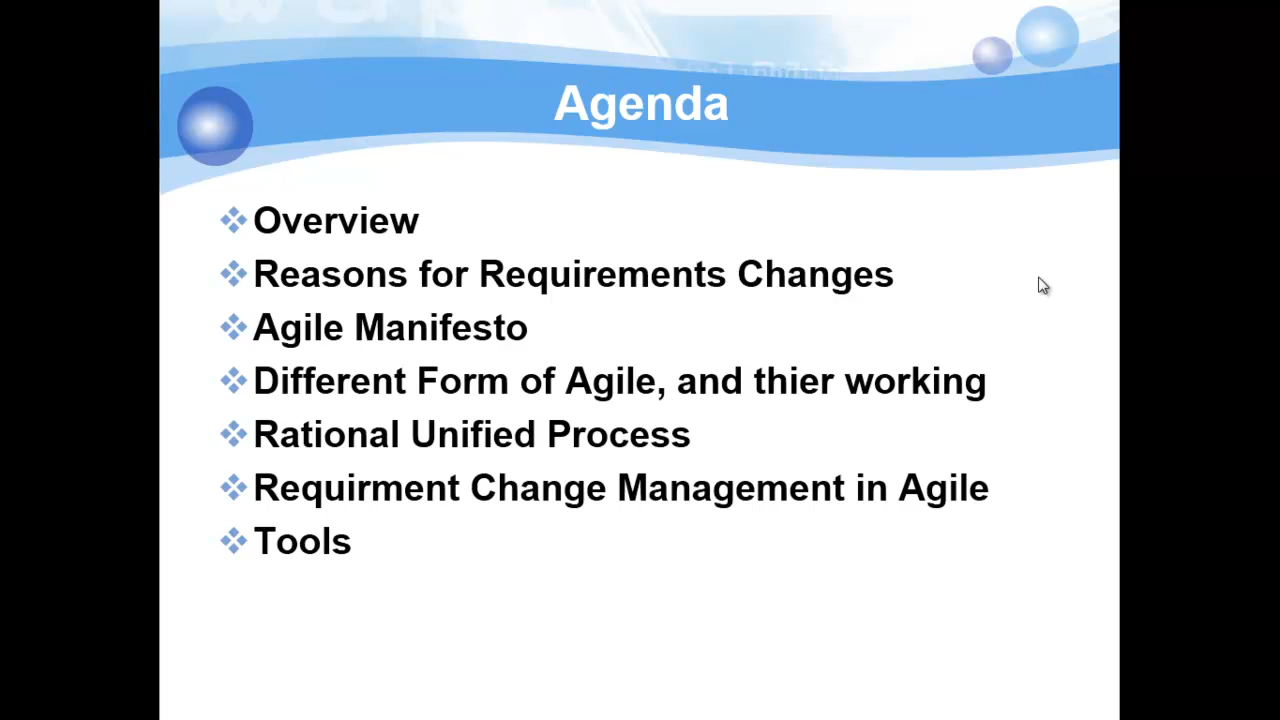 Agenda
Overview
Reasons for Requirements Changes
Agile Manifesto
Different Form of Agile, and thier working
Rational Unified Process
Requirment Change Management in Agile
Tools